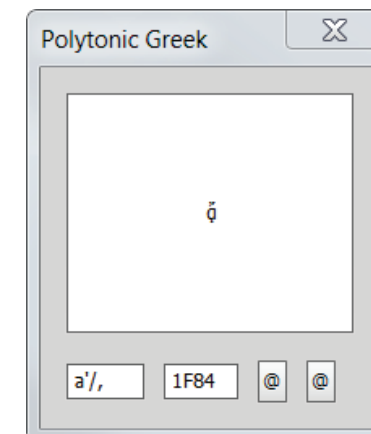 Polytonic Greek
ᾄ
a'/,
1F84
@
@